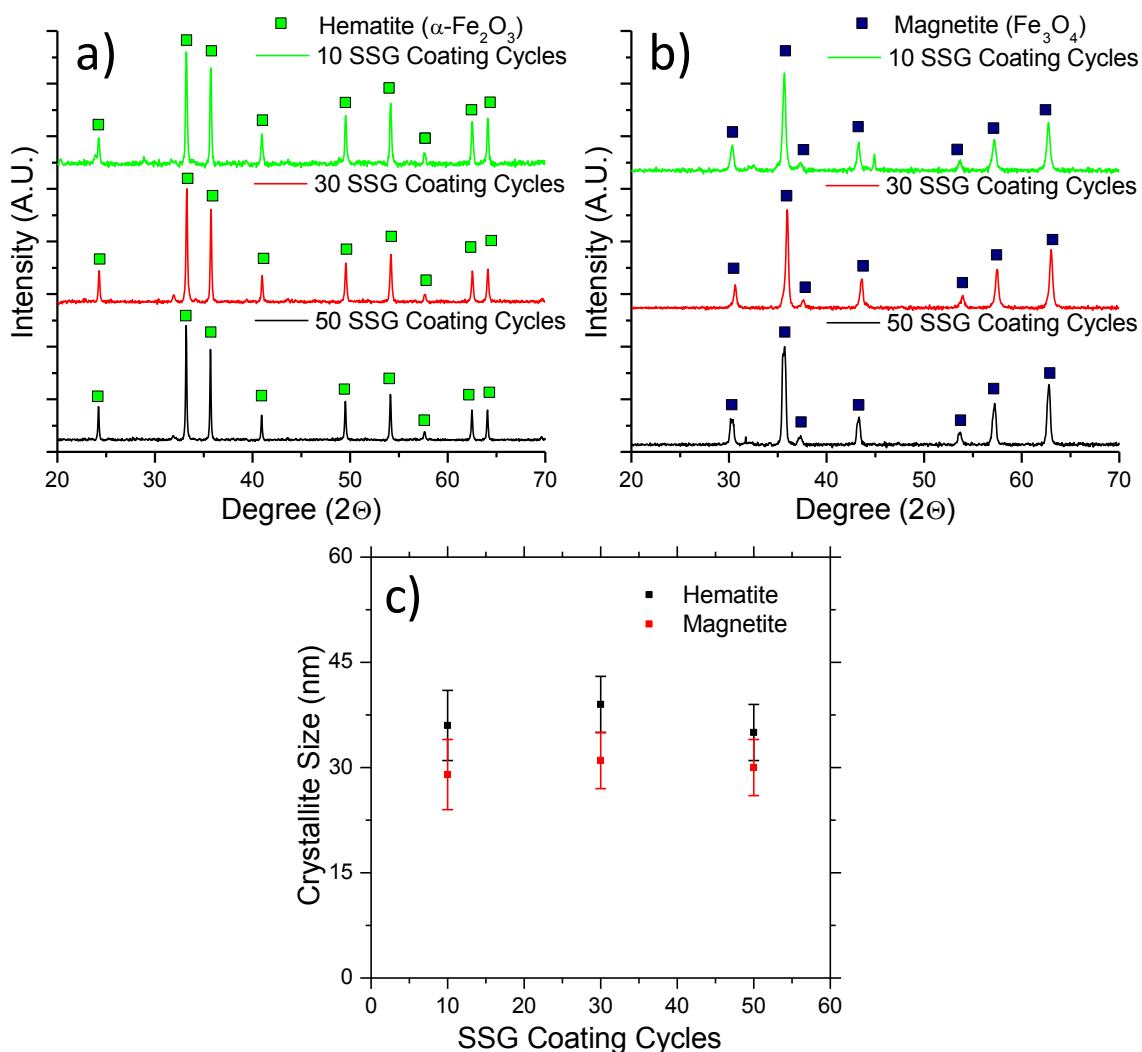 a)
Hematite (α-Fe₂O₃)
10 SSG Coating Cycles
30 SSG Coating Cycles
50 SSG Coating Cycles
Intensity (A.U.)
20 30 40 50 60 70
Degree (2Θ)
b)
Magnetite (Fe₃O₄)
10 SSG Coating Cycles
30 SSG Coating Cycles
50 SSG Coating Cycles
Intensity (A.U.)
20 30 40 50 60 70
Degree (2Θ)
c)
Hematite
Magnetite
Crystallite Size (nm)
60
45
30
15
0
0 10 20 30 40 50 60
SSG Coating Cycles